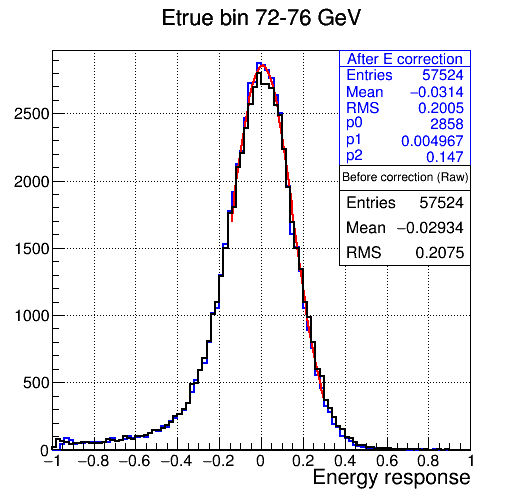 Etrue bin 72-76 GeV
After E correction
Entries 57524
Mean −0.0314
RMS 0.2005
p0 2858
p1 0.004967
p2 0.147
Before correction (Raw)
Entries 57524
Mean −0.02934
RMS 0.2075
2500
2000
1500
1000
500
0
−1 −0.8 −0.6 −0.4 −0.2 0 0.2 0.4 0.6 0.8 1
Energy response